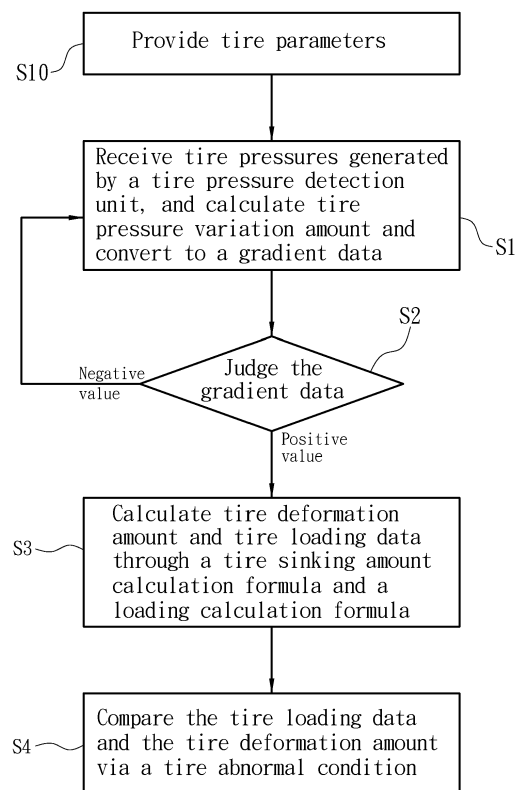 Provide tire parameters
S10
Receive tire pressures generated
by a tire pressure detection
unit, and calculate tire
pressure variation amount and
convert to a gradient data
S1
S2
Judge the
gradient data
Negative
value
Positive
value
Calculate tire deformation
amount and tire loading data
through a tire sinking amount
calculation formula and a
loading calculation formula
S3
Compare the tire loading data
and the tire deformation amount
via a tire abnormal condition
S4